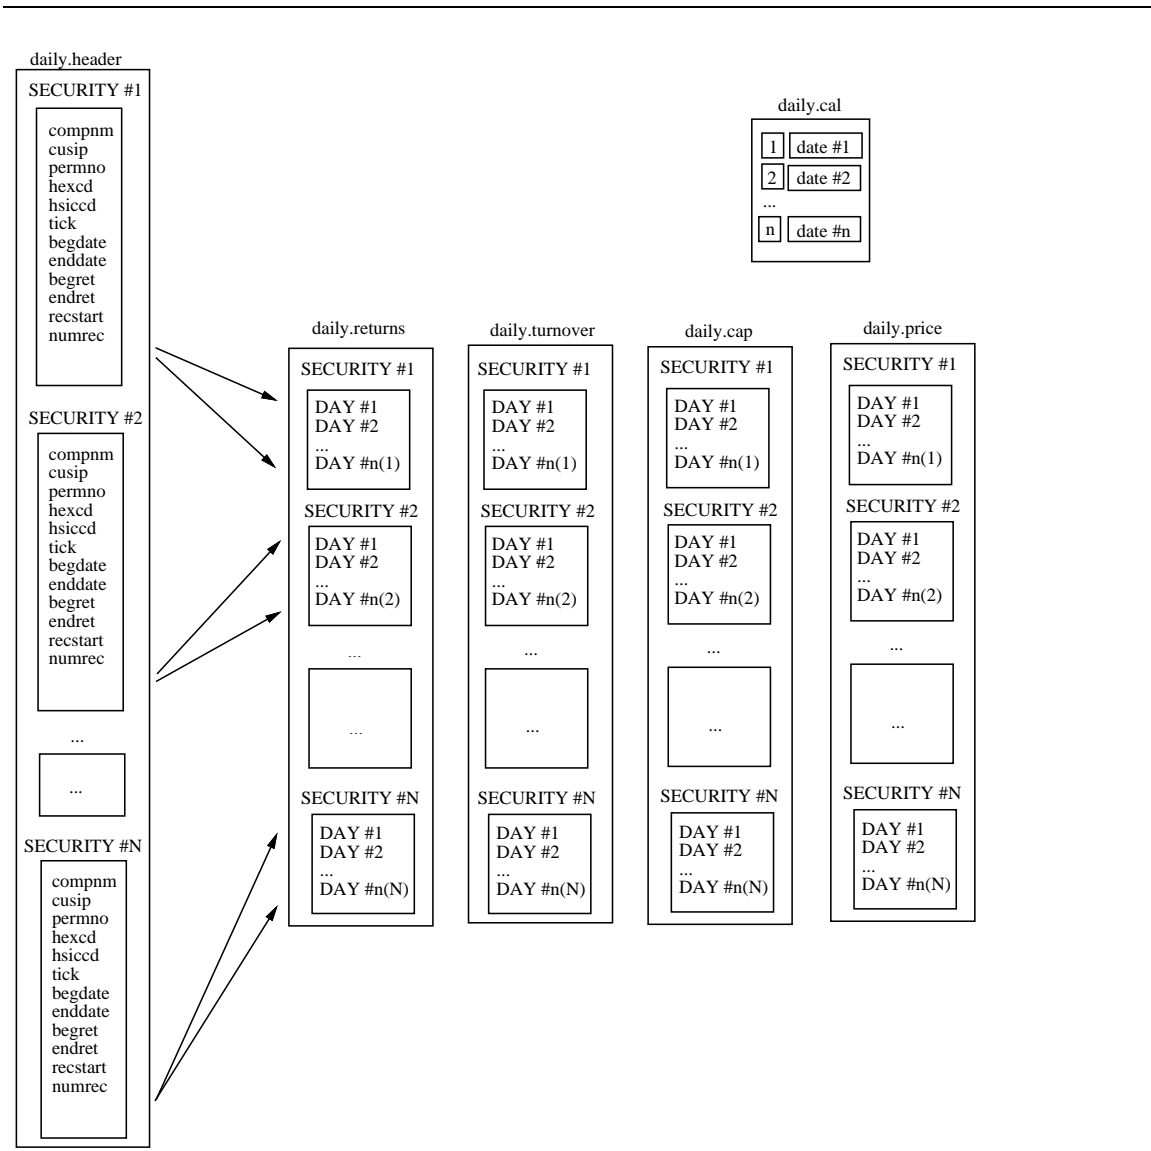 daily.header
SECURITY #1
compnm
cusip
permno
hexcd
hsiccd
tick
begdate
enddate
begret
endret
recstart
numrec
SECURITY #2
compnm
cusip
permno
hexcd
hsiccd
tick
begdate
enddate
begret
endret
recstart
numrec
...
...
SECURITY #N
compnm
cusip
permno
hexcd
hsiccd
tick
begdate
enddate
begret
endret
recstart
numrec
daily.cal
1 date #1
2 date #2
...
n date #n
daily.returns
SECURITY #1
DAY #1
DAY #2
...
DAY #n(1)
SECURITY #2
DAY #1
DAY #2
...
DAY #n(2)
...
...
SECURITY #N
DAY #1
DAY #2
...
DAY #n(N)
daily.turnover
SECURITY #1
DAY #1
DAY #2
...
DAY #n(1)
SECURITY #2
DAY #1
DAY #2
...
DAY #n(2)
...
...
SECURITY #N
DAY #1
DAY #2
...
DAY #n(N)
daily.cap
SECURITY #1
DAY #1
DAY #2
...
DAY #n(1)
SECURITY #2
DAY #1
DAY #2
...
DAY #n(2)
...
...
SECURITY #N
DAY #1
DAY #2
...
DAY #n(N)
daily.price
SECURITY #1
DAY #1
DAY #2
...
DAY #n(1)
SECURITY #2
DAY #1
DAY #2
...
DAY #n(2)
...
...
SECURITY #N
DAY #1
DAY #2
...
DAY #n(N)